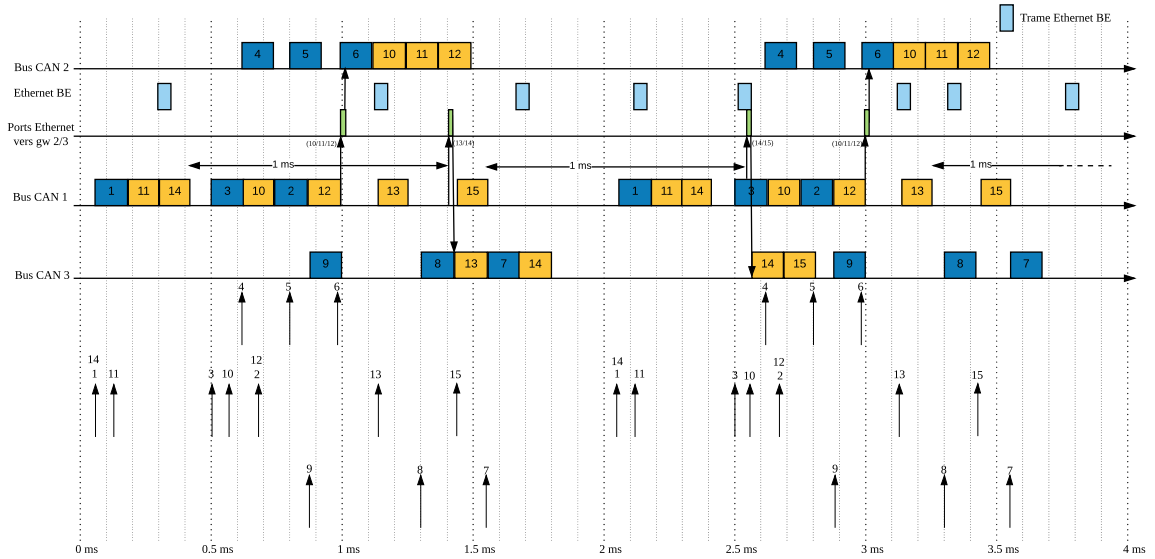 Trame Ethernet BE
Bus CAN 2
4 5 6 10 11 12 4 5 6 10 11 12
Ethernet BE
Ports Ethernet
vers gw 2/3
(10/11/12) (13/14) (14/15) (10/11/12)
1 ms 1 ms 1 ms
Bus CAN 1
1 11 14 3 10 2 12 13 15 1 11 14 3 10 2 12 13 15
Bus CAN 3
9 8 13 7 14 14 15 9 8 7
4 5 6 4 5 6
14 12 14 12
1 11 3 10 2 13 15 1 11 3 10 2 13 15
9 8 7 9 8 7
0 ms 0.5 ms 1 ms 1.5 ms 2 ms 2.5 ms 3 ms 3.5 ms 4 ms